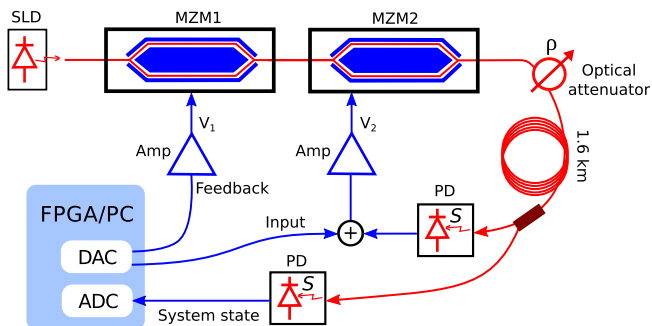 SLD
MZM1
MZM2
ρ
Optical
attenuator
V1
V2
Amp
Amp
1.6 km
Feedback
FPGA/PC
PD
S
Input
+
DAC
PD
S
ADC
System state